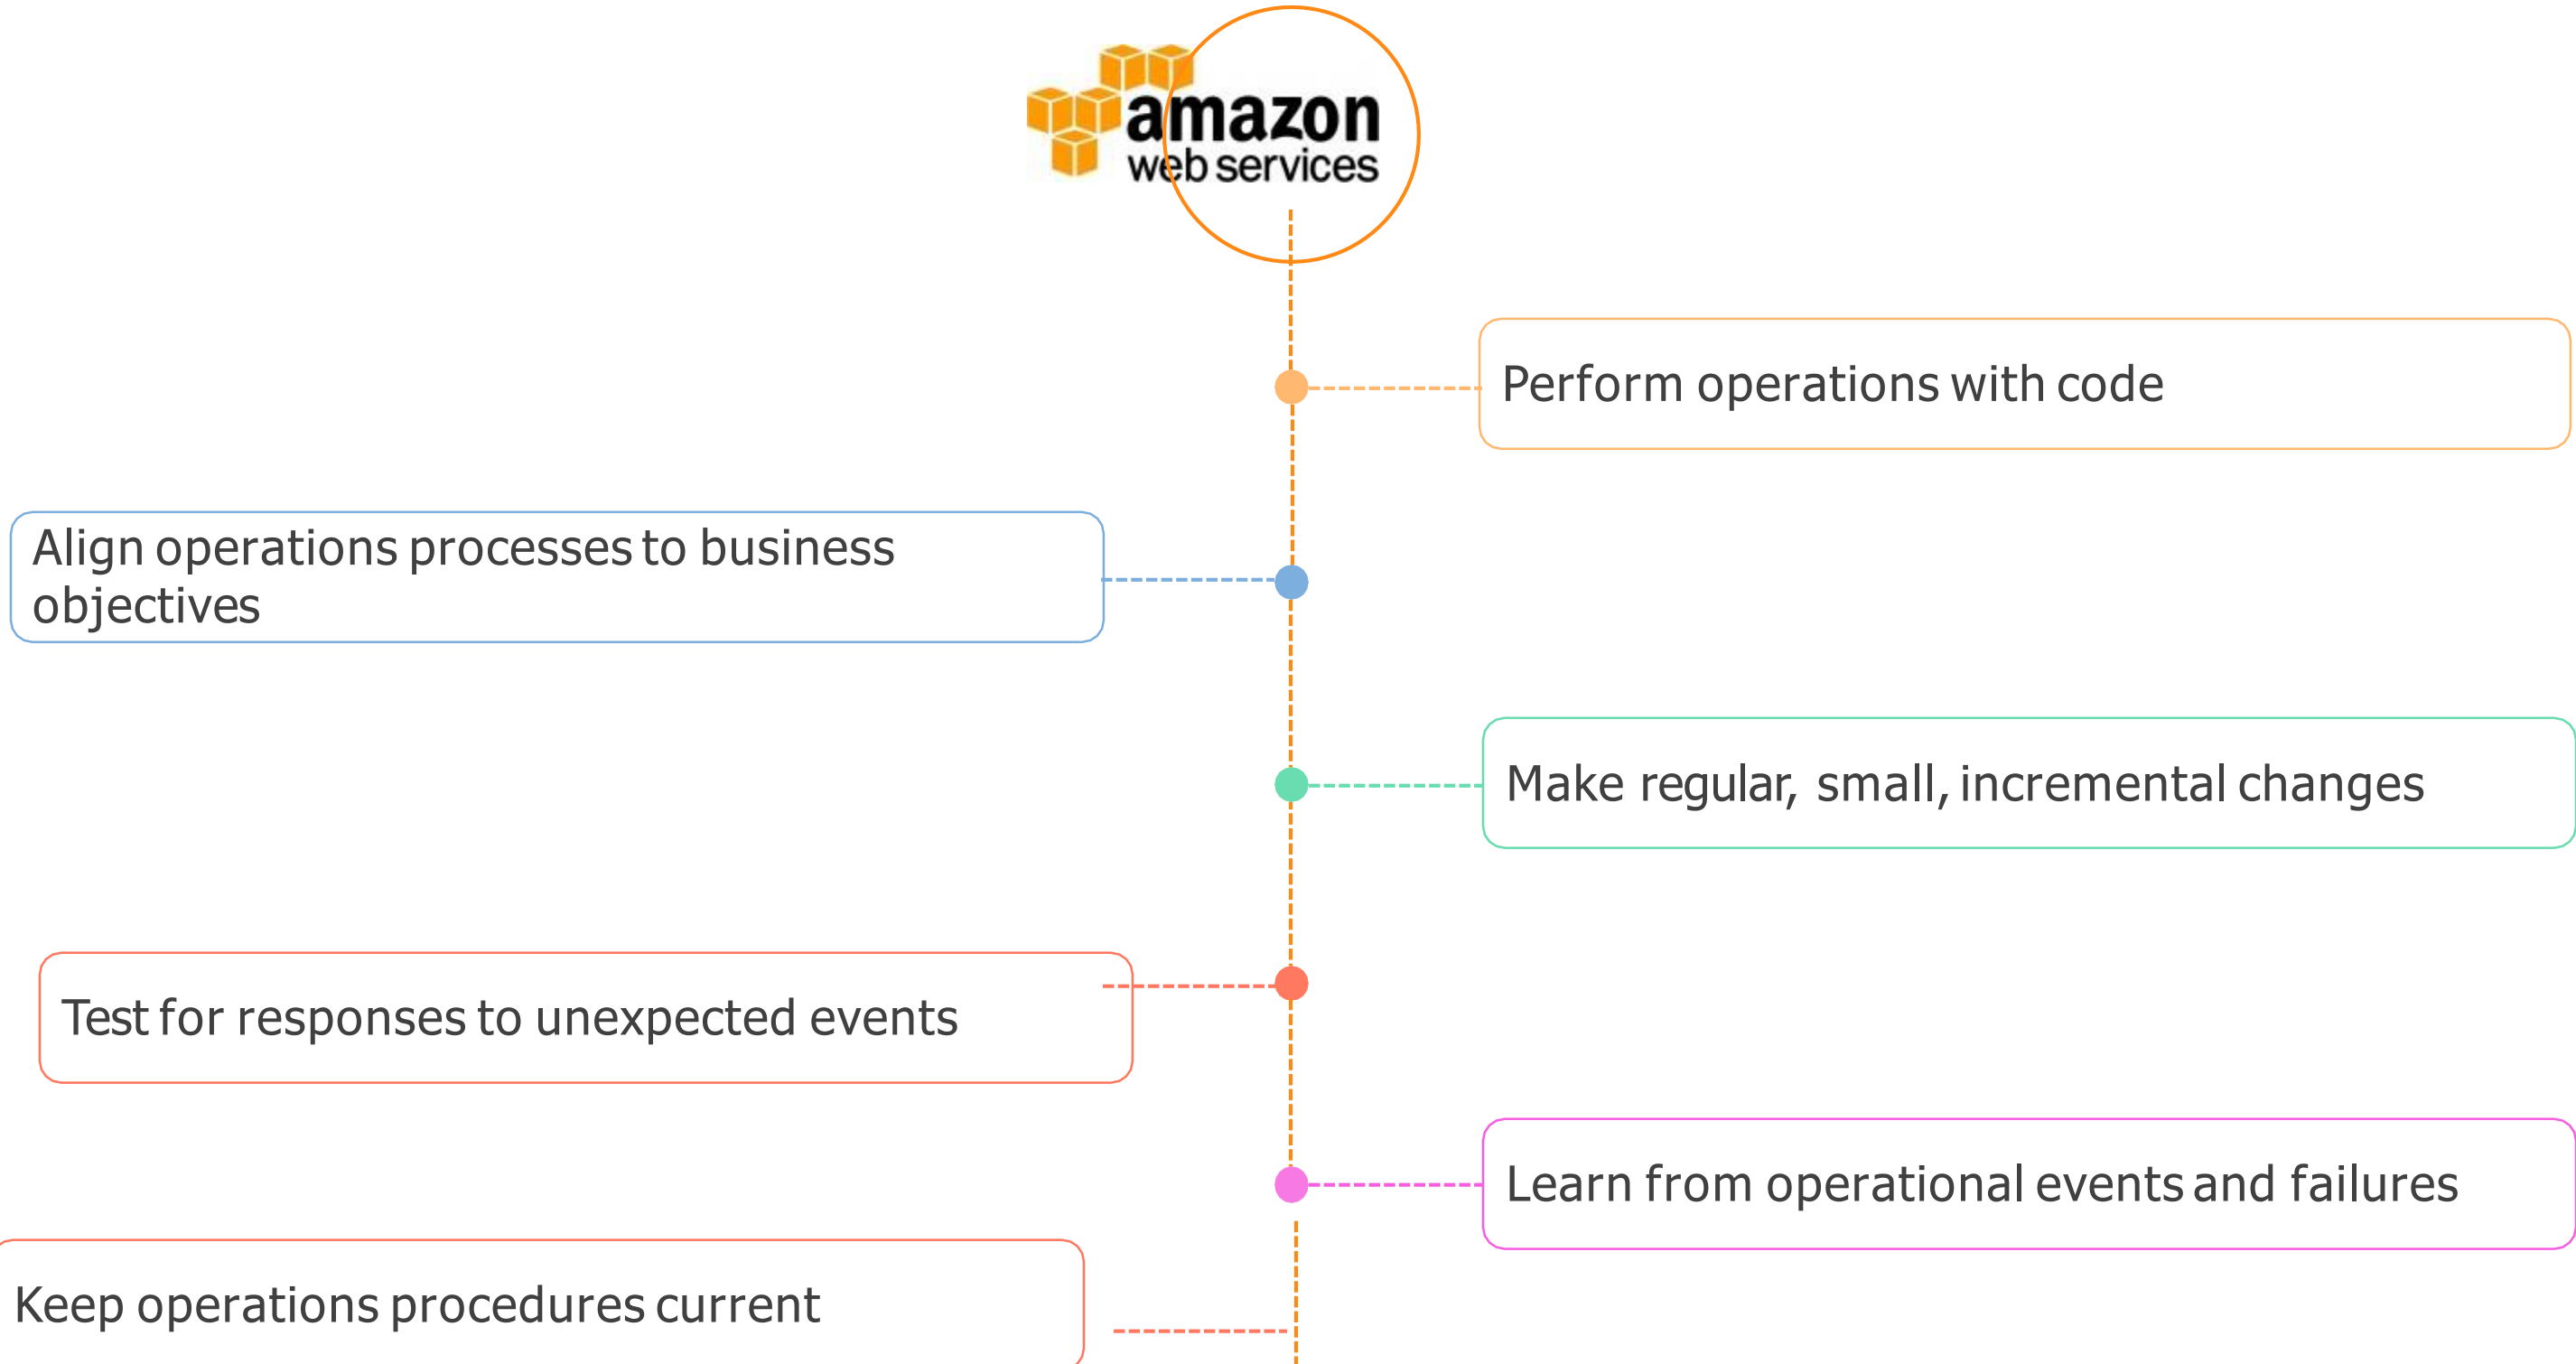 amazon
web services
Perform operations with code
Align operations processes to business
objectives
Make regular, small, incremental changes
Test for responses to unexpected events
Learn from operational events and failures
Keep operations procedures current